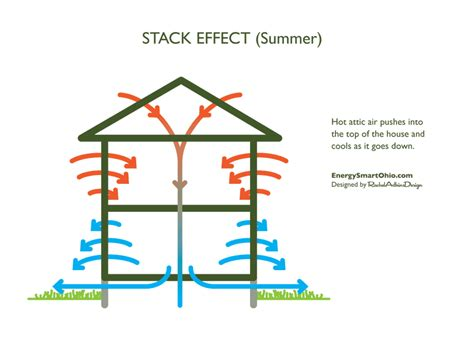 STACK EFFECT (Summer)
Hot attic air pushes into
the top of the house and
cools as it goes down.
EnergySmartOhio.com
Designed by RachelAdkinsDesign